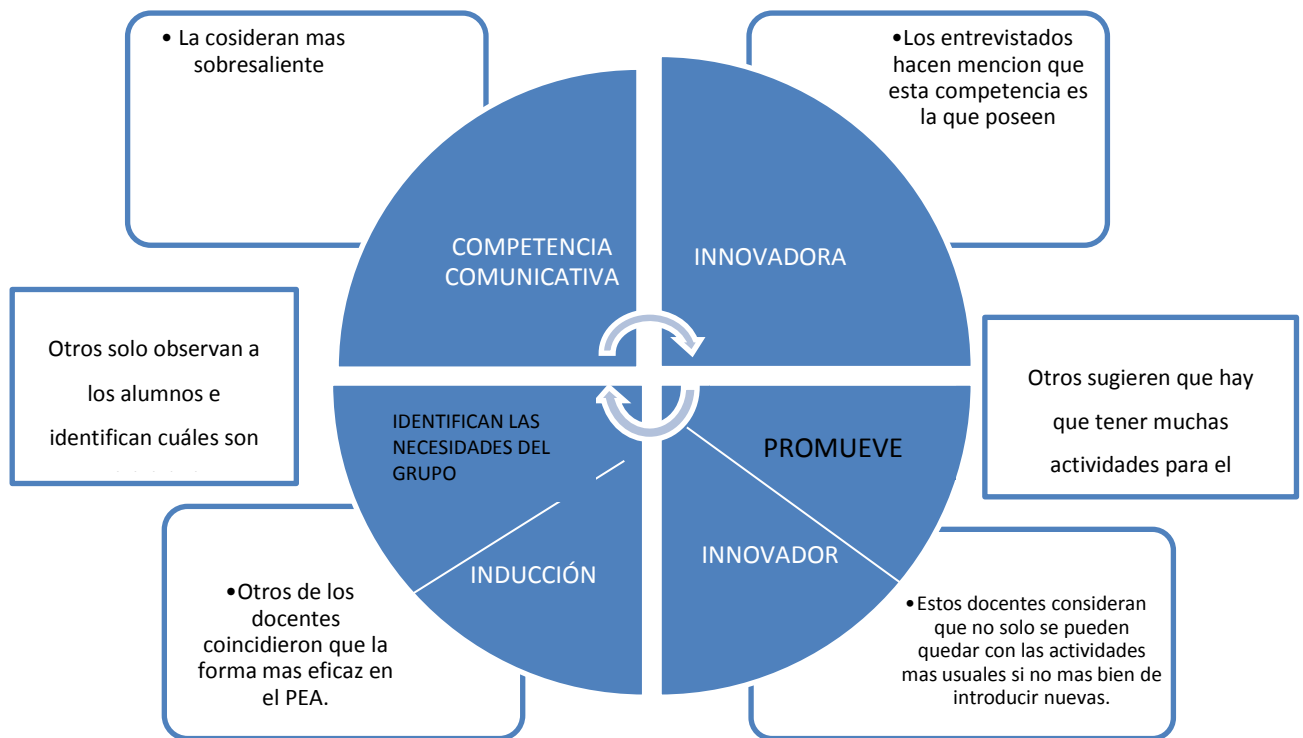 • La cosideran mas
sobresaliente
•Los entrevistados
hacen mencion que
esta competencia es
la que poseen
COMPETENCIA
COMUNICATIVA
INNOVADORA
Otros solo observan a
los alumnos e
identifican cuáles son
Otros sugieren que hay
que tener muchas
actividades para el
IDENTIFICAN LAS
NECESIDADES DEL
GRUPO
PROMUEVE
INDUCCIÓN
INNOVADOR
•Otros de los
docentes
coincidieron que la
forma mas eficaz en
el PEA.
•Estos docentes consideran
que no solo se pueden
quedar con las actividades
mas usuales si no mas bien de
introducir nuevas.